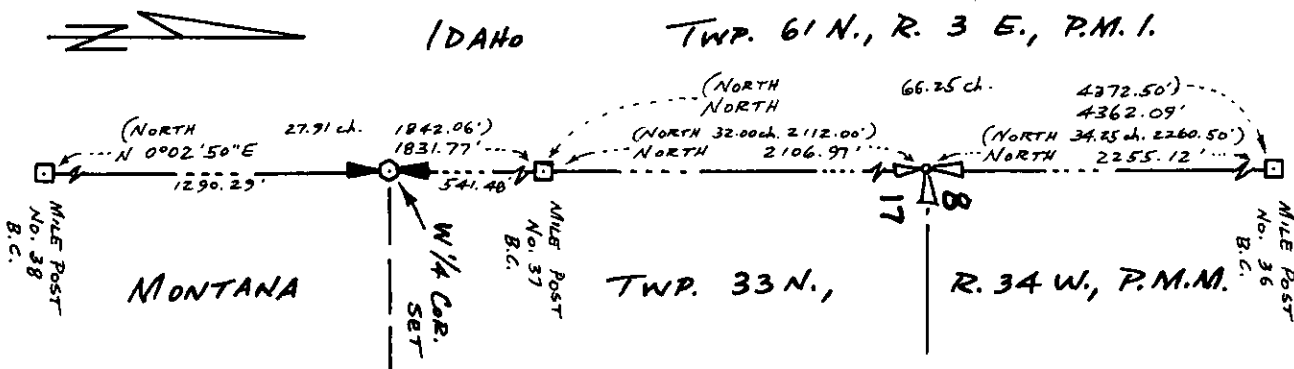 IDAHO
TWP. 61 N., R. 3 E., P.M.I.
(NORTH 27.91 ch. 1842.06')
N 0°02'50"E 1831.77'
1290.29'
541.48'
(NORTH 66.25 ch. 4372.50')
NORTH 4362.09'
(NORTH 32.00 ch. 2112.00')
NORTH 2106.97'
(NORTH 34.25 ch. 2260.50')
NORTH 2255.12'
MILE POST
No. 38
B.C.
W 1/4 COR.
SET
MILE POST
No. 37
B.C.
17
8
MILE POST
No. 36
B.C.
MONTANA
TWP. 33 N.,
R. 34 W., P.M.M.